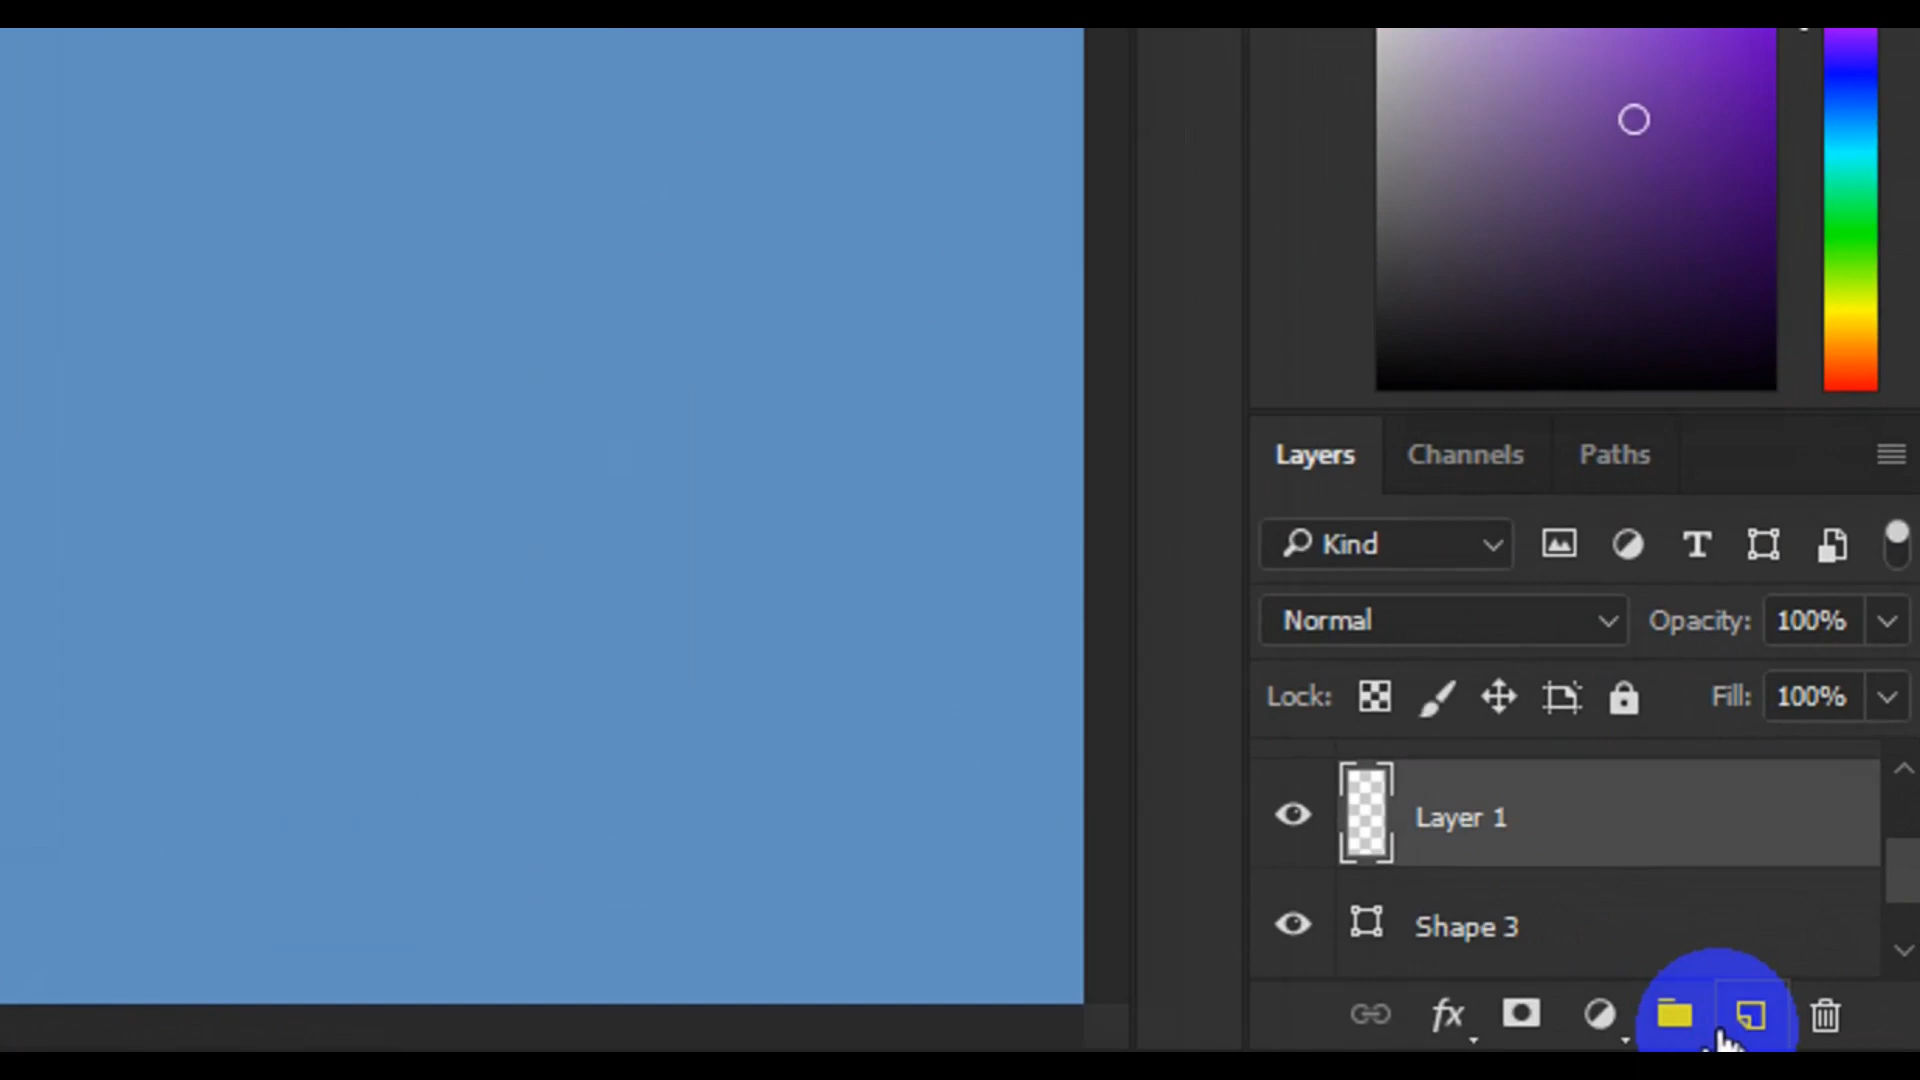 Layers Channels Paths
Kind T
Normal Opacity: 100%
Lock: Fill: 100%
Layer 1
Shape 3
fx